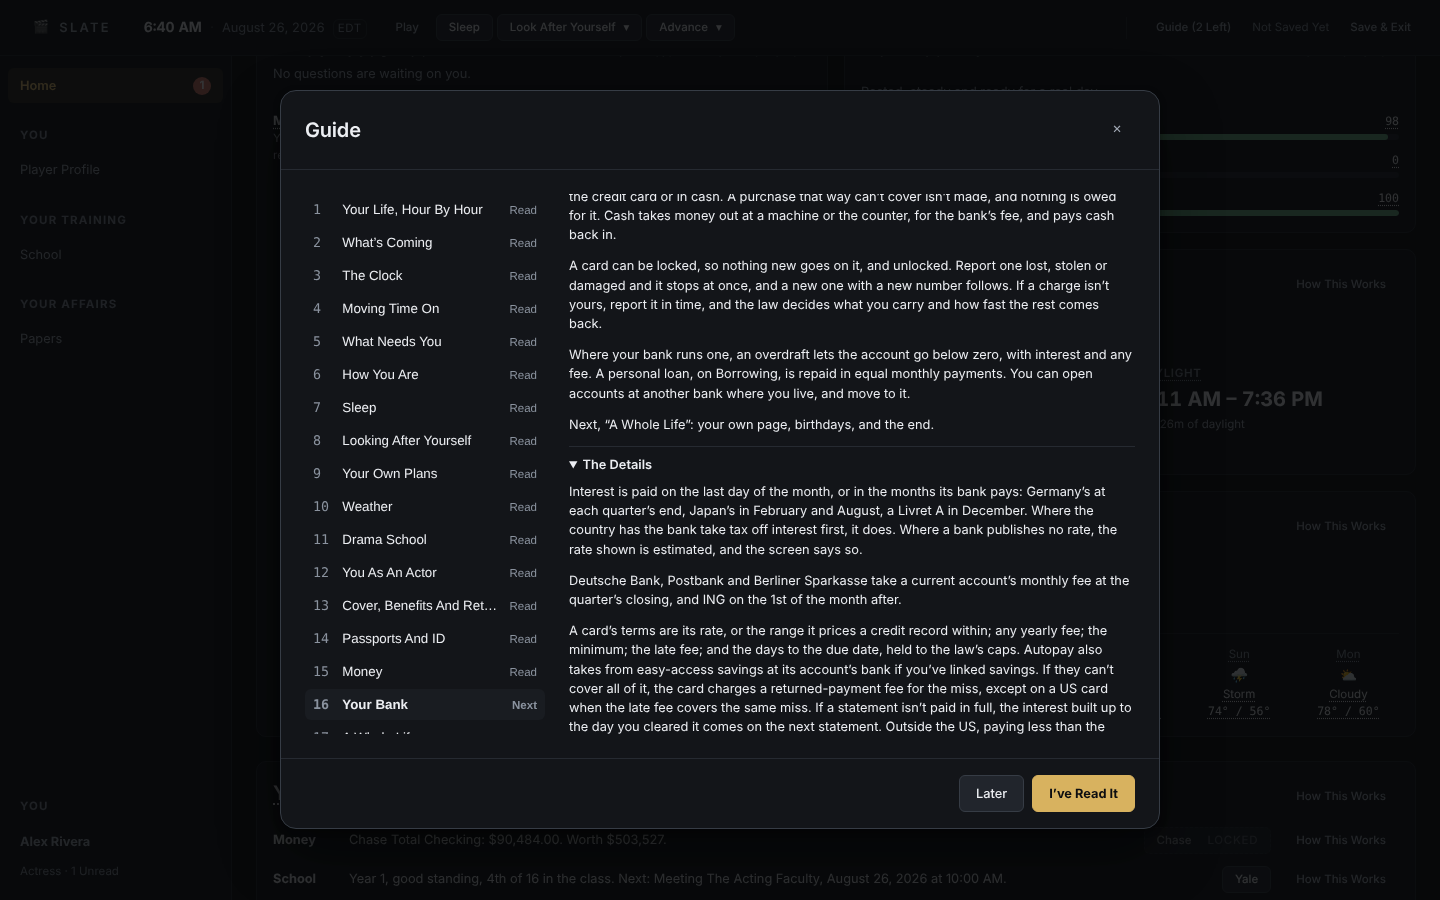 SLATE
6:40 AM
August 26, 2026 EDT
Play
Sleep
Look After Yourself ▾
Advance ▾
Guide (2 Left)
Not Saved Yet
Save & Exit
Home
1
YOU
Player Profile
YOUR TRAINING
School
YOUR AFFAIRS
Papers
YOU
Alex Rivera
Actress · 1 Unread
No questions are waiting on you.
98
0
100
How This Works
LIGHT
11 AM – 7:36 PM
26m of daylight
How This Works
Sun
Mon
Storm
Cloudy
74° / 56°
78° / 60°
How This Works
Money
Chase Total Checking: $90,484.00. Worth $503,527.
Chase
LOCKED
How This Works
School
Year 1, good standing, 4th of 16 in the class. Next: Meeting The Acting Faculty, August 26, 2026 at 10:00 AM.
Yale
How This Works
Guide
×
1 Your Life, Hour By Hour Read
2 What’s Coming Read
3 The Clock Read
4 Moving Time On Read
5 What Needs You Read
6 How You Are Read
7 Sleep Read
8 Looking After Yourself Read
9 Your Own Plans Read
10 Weather Read
11 Drama School Read
12 You As An Actor Read
13 Cover, Benefits And Ret… Read
14 Passports And ID Read
15 Money Read
16 Your Bank Next
the credit card or in cash. A purchase that way can’t cover isn’t made, and nothing is owed
for it. Cash takes money out at a machine or the counter, for the bank’s fee, and pays cash
back in.
A card can be locked, so nothing new goes on it, and unlocked. Report one lost, stolen or
damaged and it stops at once, and a new one with a new number follows. If a charge isn’t
yours, report it in time, and the law decides what you carry and how fast the rest comes
back.
Where your bank runs one, an overdraft lets the account go below zero, with interest and any
fee. A personal loan, on Borrowing, is repaid in equal monthly payments. You can open
accounts at another bank where you live, and move to it.
Next, “A Whole Life”: your own page, birthdays, and the end.
▼ The Details
Interest is paid on the last day of the month, or in the months its bank pays: Germany’s at
each quarter’s end, Japan’s in February and August, a Livret A in December. Where the
country has the bank take tax off interest first, it does. Where a bank publishes no rate, the
rate shown is estimated, and the screen says so.
Deutsche Bank, Postbank and Berliner Sparkasse take a current account’s monthly fee at the
quarter’s closing, and ING on the 1st of the month after.
A card’s terms are its rate, or the range it prices a credit record within; any yearly fee; the
minimum; the late fee; and the days to the due date, held to the law’s caps. Autopay also
takes from easy-access savings at its account’s bank if you’ve linked savings. If they can’t
cover all of it, the card charges a returned-payment fee for the miss, except on a US card
when the late fee covers the same miss. If a statement isn’t paid in full, the interest built up to
the day you cleared it comes on the next statement. Outside the US, paying less than the
Later
I’ve Read It